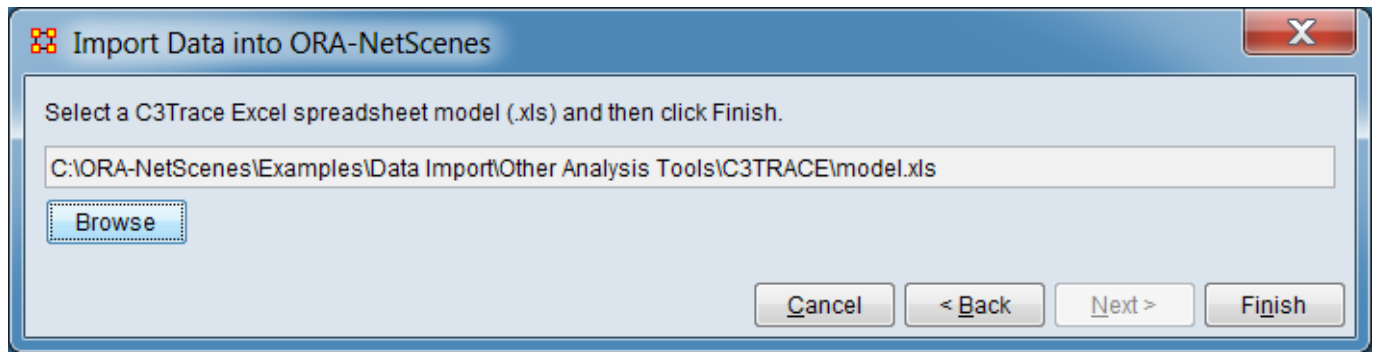 Import Data into ORA-NetScenes
Select a C3Trace Excel spreadsheet model (.xls) and then click Finish.
C:\ORA-NetScenes\Examples\Data Import\Other Analysis Tools\C3TRACE\model.xls
Browse
Cancel < Back Next > Finish